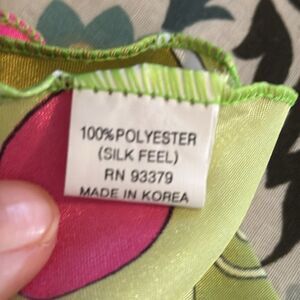 100% POLYESTER
(SILK FEEL)
RN 93379
MADE IN KOREA